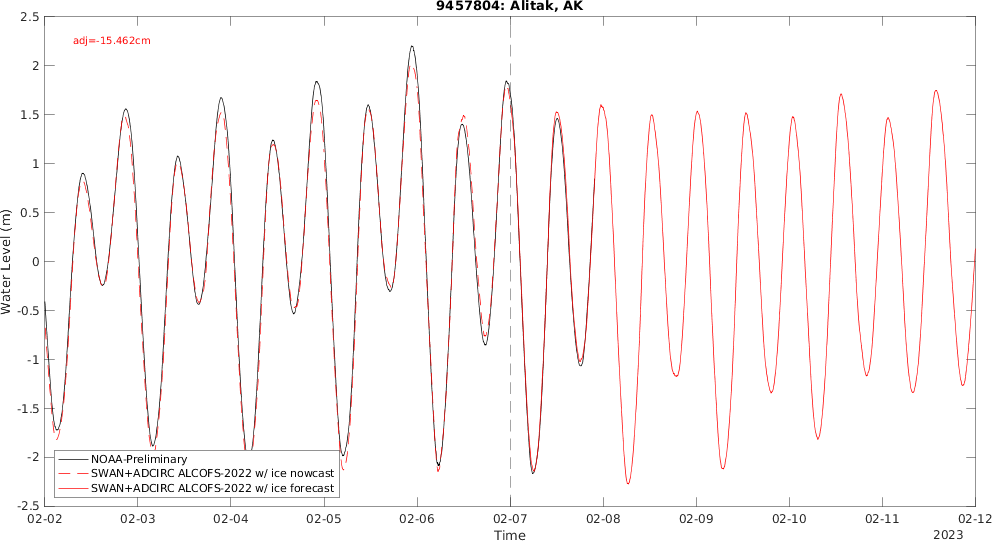 9457804: Alitak, AK
adj=-15.462cm
2.5
2
1.5
1
0.5
0
-0.5
-1
-1.5
-2
-2.5
Water Level (m)
NOAA-Preliminary
SWAN+ADCIRC ALCOFS-2022 w/ ice nowcast
SWAN+ADCIRC ALCOFS-2022 w/ ice forecast
02-02 02-03 02-04 02-05 02-06 02-07 02-08 02-09 02-10 02-11 02-12
Time
2023